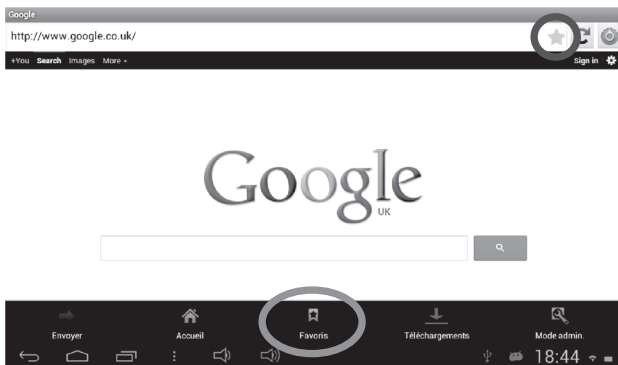 Google
http://www.google.co.uk/
+You Search Images More
Sign in
Google
UK
Envoyer Accueil Favoris Téléchargements Mode admin.
18:44